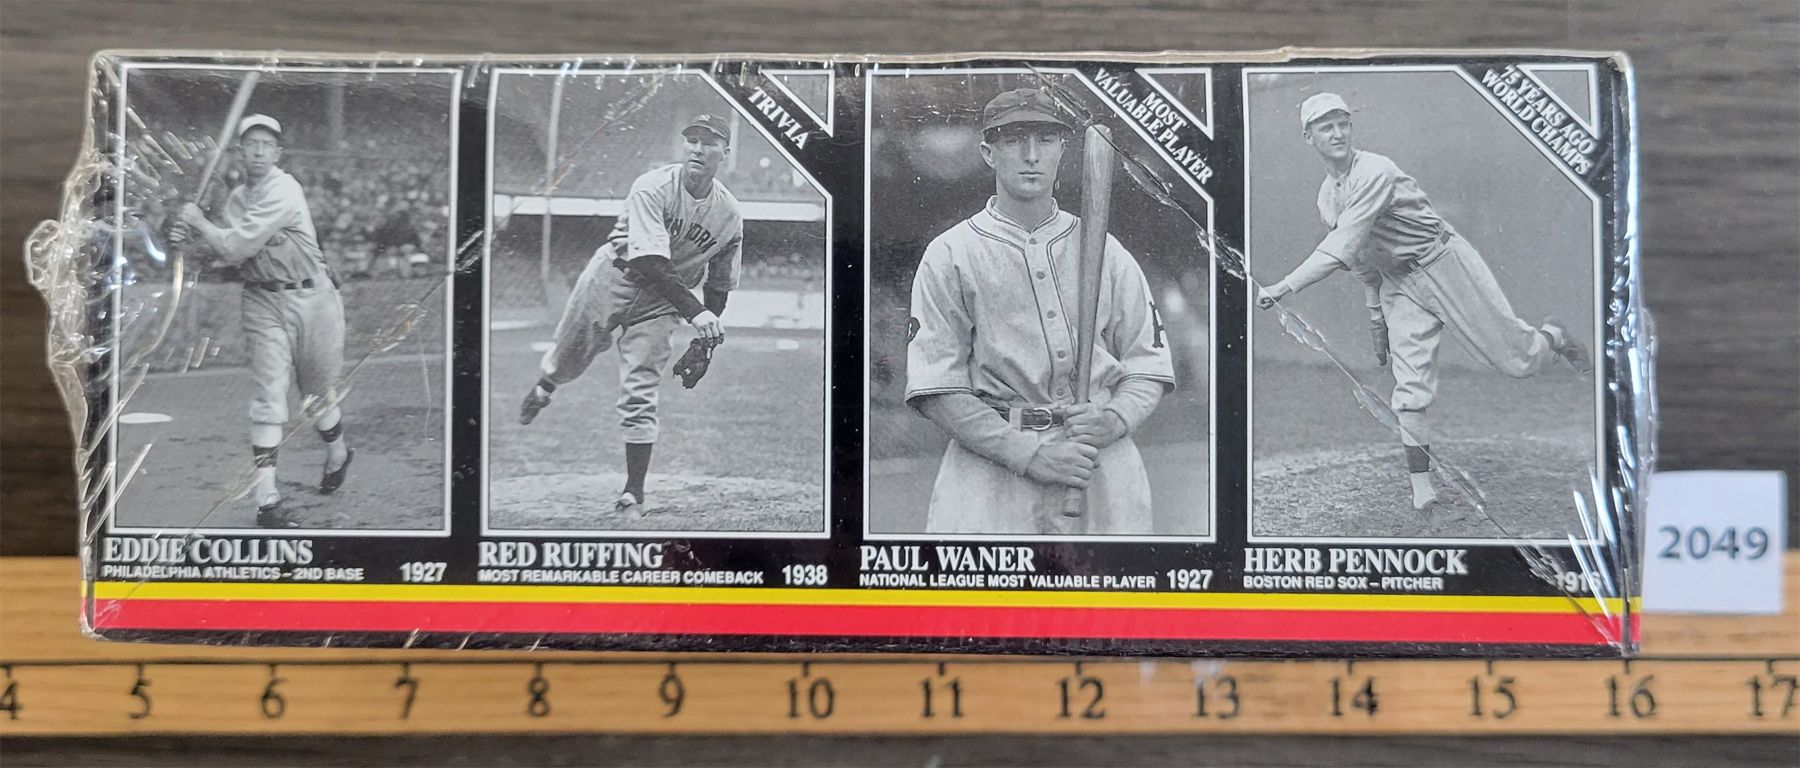 TRIVIA
MOST
VALUABLE PLAYER
75 YEARS AGO
WORLD CHAMPS
NEW YORK
P
P
EDDIE COLLINS
PHILADELPHIA ATHLETICS – 2ND BASE 1927
RED RUFFING
MOST REMARKABLE CAREER COMEBACK 1938
PAUL WANER
NATIONAL LEAGUE MOST VALUABLE PLAYER 1927
HERB PENNOCK
BOSTON RED SOX – PITCHER
2049
4 5 6 7 8 9 10 11 12 13 14 15 16 17